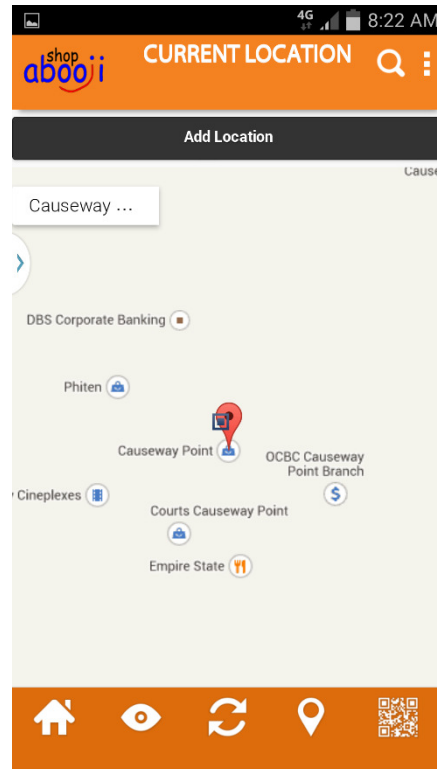 4G 8:22 AM
shop
abooji
CURRENT LOCATION
Add Location
Cause
Causeway ...
DBS Corporate Banking
Phiten
Causeway Point
OCBC Causeway
Point Branch
Cineplexes
Courts Causeway Point
Empire State